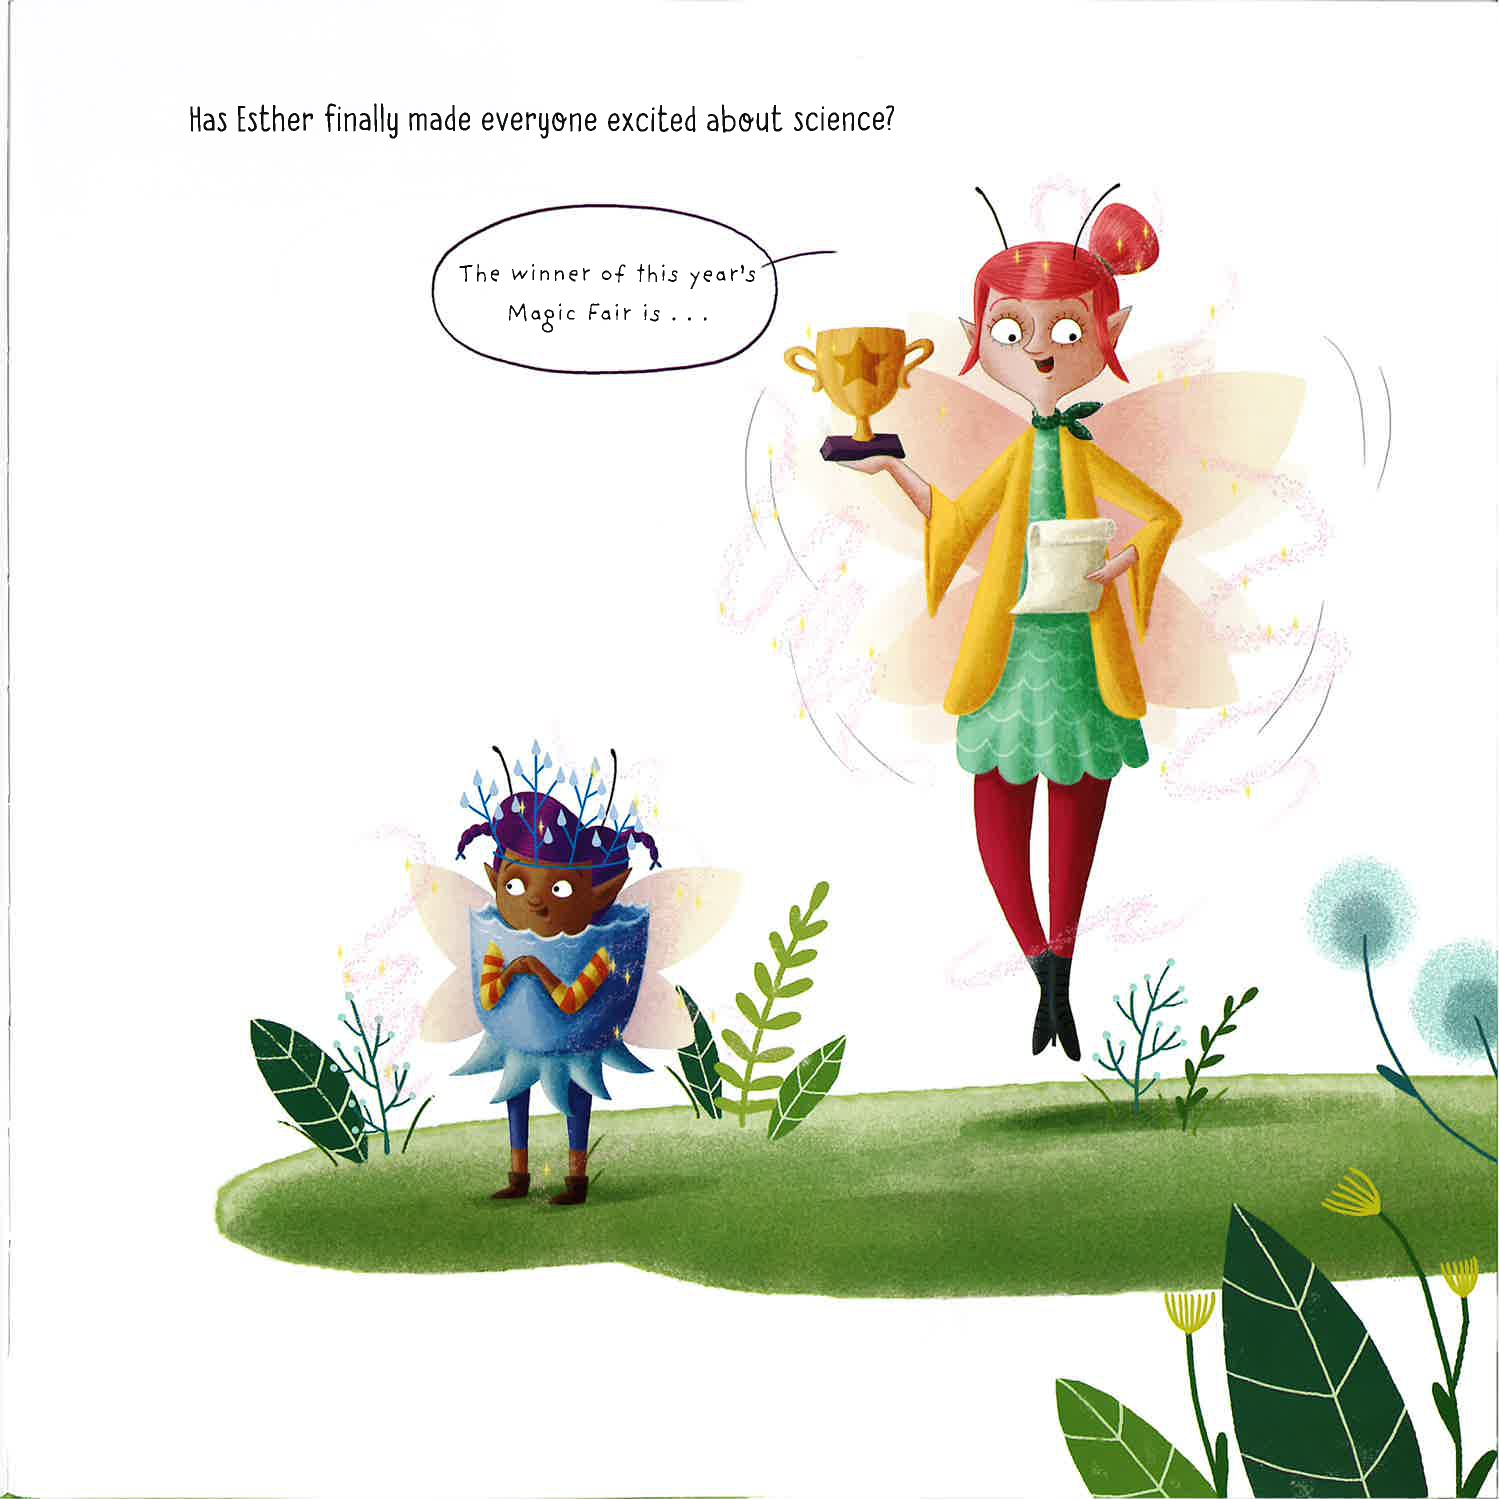 Has Esther finally made everyone excited about science?
The winner of this year's
Magic Fair is . . .